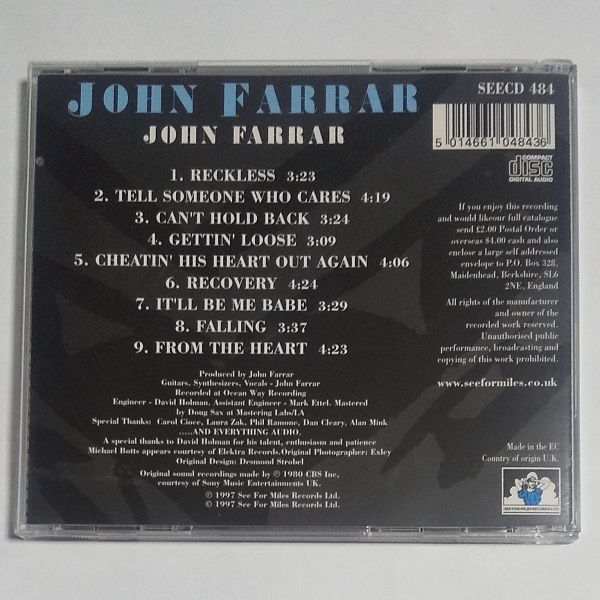 JOHN FARRAR
JOHN FARRAR
1. RECKLESS 3:23
2. TELL SOMEONE WHO CARES 4:19
3. CAN'T HOLD BACK 3:24
4. GETTIN' LOOSE 3:09
5. CHEATIN' HIS HEART OUT AGAIN 4:06
6. RECOVERY 4:24
7. IT'LL BE ME BABE 3:29
8. FALLING 3:37
9. FROM THE HEART 4:23
Produced by John Farrar
Guitars, Synthesizers, Vocals - John Farrar
Recorded at Ocean Way Recording
Engineer - David Holman. Assistant Engineer - Mark Ettel. Mastered
by Doug Sax at Mastering Labs/LA
Special Thanks: Carol Cioce, Laura Zak, Phil Ramone, Dan Cleary, Alan Mink
.....AND EVERYTHING AUDIO.
A special thanks to David Holman for his talent, enthusiasm and patience
Michael Botts appears courtesy of Elektra Records. Original Photographer: Exley
Original Design: Desmond Strobel
Original sound recordings made by ℗ 1980 CBS Inc.
courtesy of Sony Music Entertainments UK.
℗ 1997 See For Miles Records Ltd.
© 1997 See For Miles Records Ltd.
SEECD 484
5 014661 048436
COMPACT
disc
DIGITAL AUDIO
If you enjoy this recording
and would likeour full catalogue
send £2.00 Postal Order or
overseas $4.00 cash and also
enclose a large self addressed
envelope to P.O. Box 328,
Maidenhead, Berkshire, SL6
2NE, England
All rights of the manufacturer
and owner of the
recorded work reserved.
Unauthorised public
performance, broadcasting and
copying of this work prohibited.
www.seeformiles.co.uk
Made in the EC
Country of origin U.K.
SEE·FOR·MILES·RECORDS·LTD